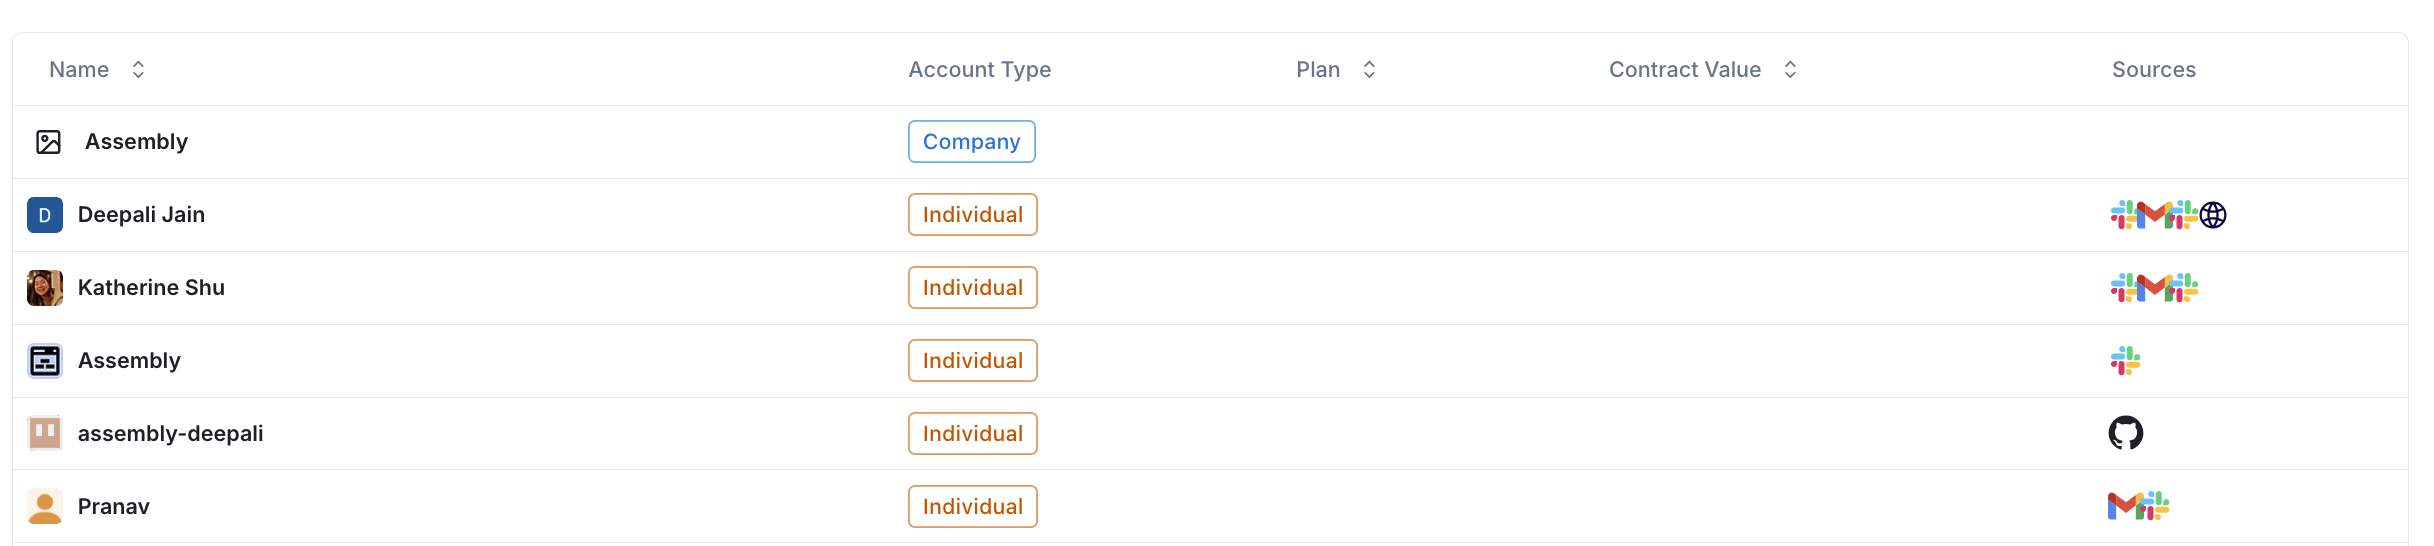 Name Account Type Plan Contract Value Sources
Assembly Company
D Deepali Jain Individual
Katherine Shu Individual
Assembly Individual
assembly-deepali Individual
Pranav Individual